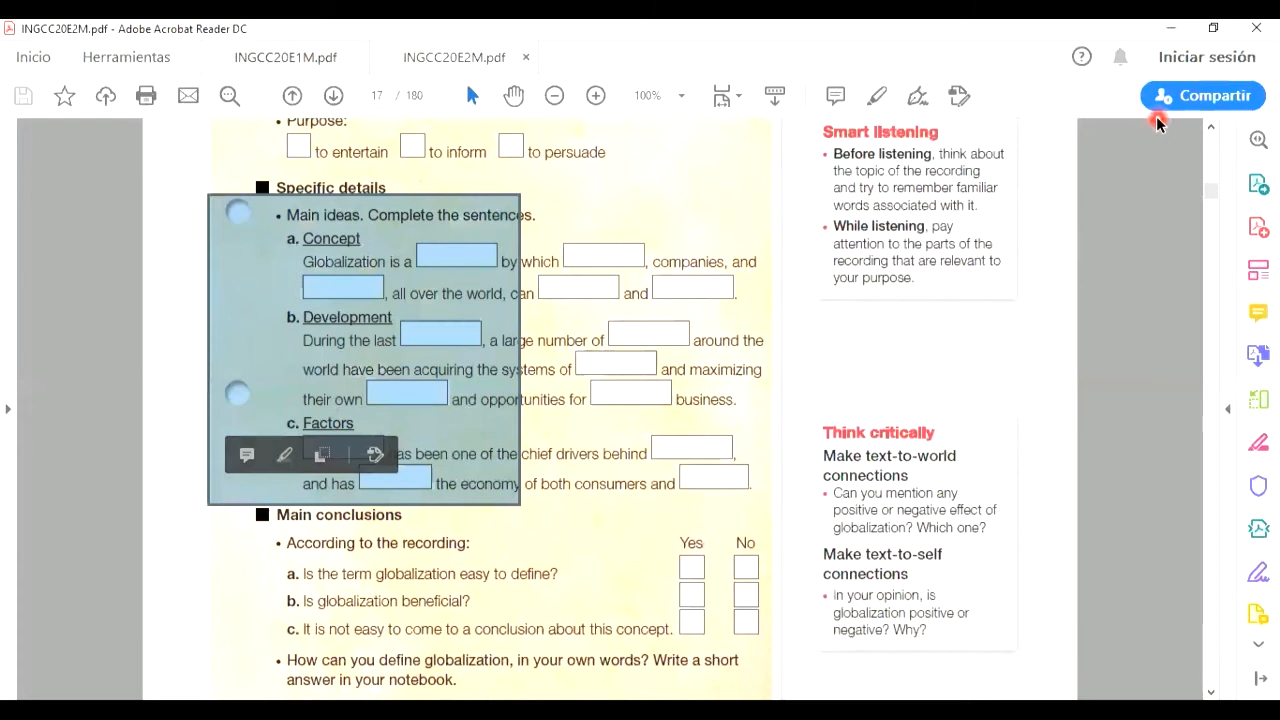 INGCC20E2M.pdf - Adobe Acrobat Reader DC
Inicio Herramientas INGCC20E1M.pdf INGCC20E2M.pdf × Iniciar sesión
17 / 180 100% Compartir
• Purpose:
to entertain to inform to persuade
Specific details
• Main ideas. Complete the sentences.
a. Concept
Globalization is a by which , companies, and
, all over the world, can and .
b. Development
During the last , a large number of around the
world have been acquiring the systems of and maximizing
their own and opportunities for business.
c. Factors
has been one of the chief drivers behind ,
and has the economy of both consumers and .
Main conclusions
• According to the recording: Yes No
a. Is the term globalization easy to define?
b. Is globalization beneficial?
c. It is not easy to come to a conclusion about this concept.
• How can you define globalization, in your own words? Write a short
answer in your notebook.
Smart listening
• Before listening, think about
the topic of the recording
and try to remember familiar
words associated with it.
• While listening, pay
attention to the parts of the
recording that are relevant to
your purpose.
Think critically
Make text-to-world
connections
• Can you mention any
positive or negative effect of
globalization? Which one?
Make text-to-self
connections
• in your opinion, is
globalization positive or
negative? Why?